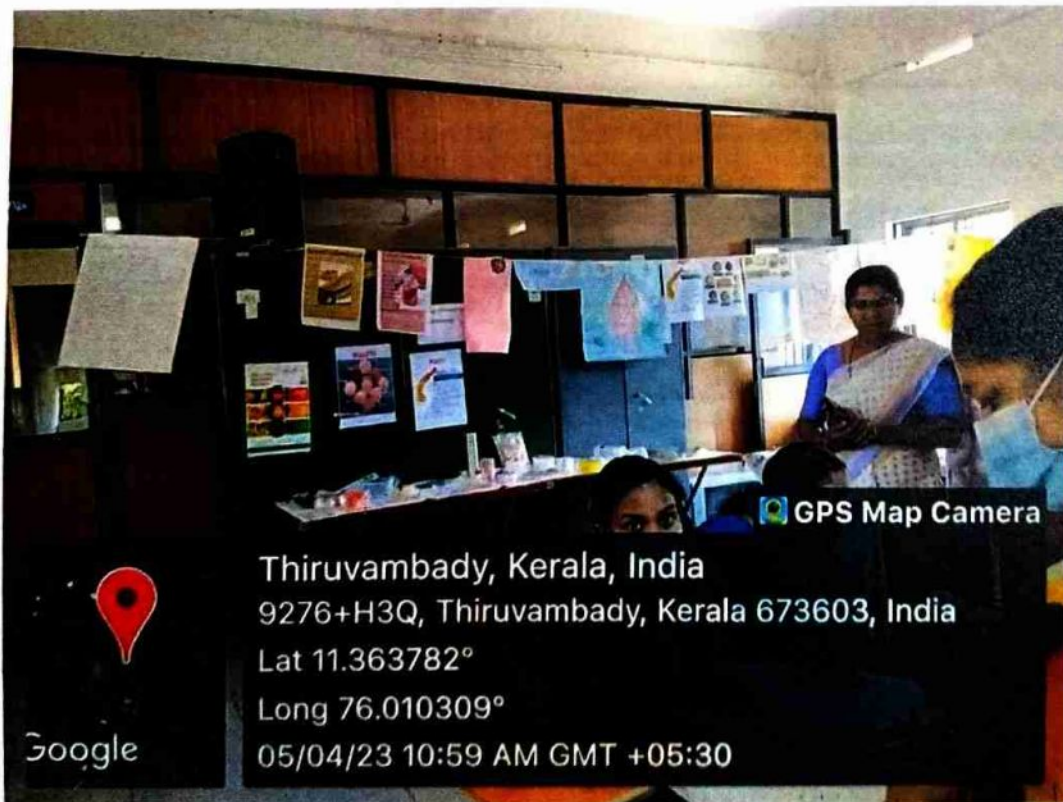 GPS Map Camera
Thiruvambady, Kerala, India
9276+H3Q, Thiruvambady, Kerala 673603, India
Lat 11.363782°
Long 76.010309°
05/04/23 10:59 AM GMT +05:30
Google